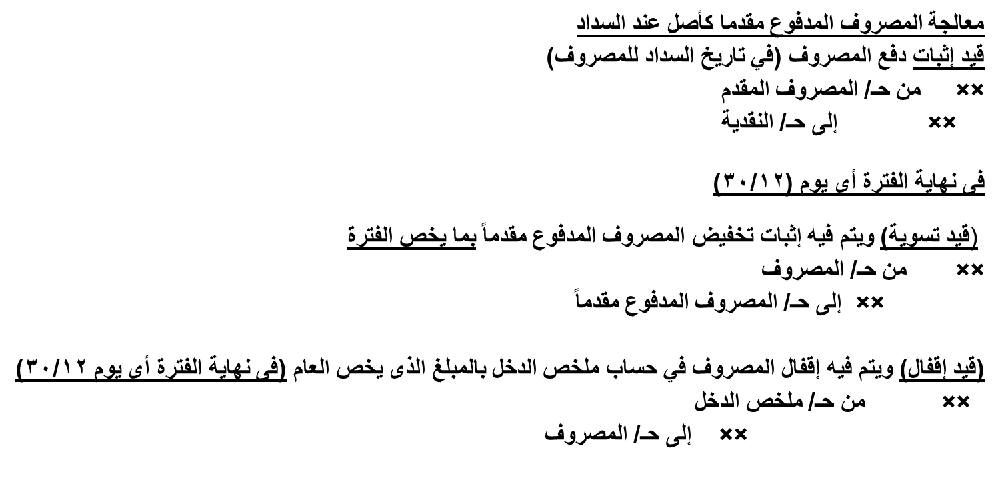 معالجة المصروف المدفوع مقدما كأصل عند السداد
قيد إثبات دفع المصروف (في تاريخ السداد للمصروف)
×× من حـ/ المصروف المقدم
×× إلى حـ/ النقدية
فى نهاية الفترة أى يوم (٣٠/١٢)
(قيد تسوية) ويتم فيه إثبات تخفيض المصروف المدفوع مقدماً بما يخص الفترة
×× من حـ/ المصروف
×× إلى حـ/ المصروف المدفوع مقدماً
(قيد إقفال) ويتم فيه إقفال المصروف في حساب ملخص الدخل بالمبلغ الذى يخص العام (فى نهاية الفترة أى يوم ٣٠/١٢)
×× من حـ/ ملخص الدخل
×× إلى حـ/ المصروف